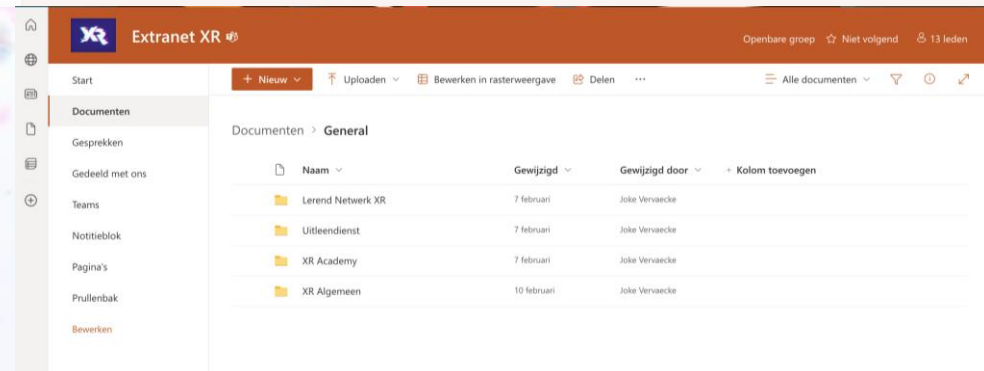 XR Extranet XR
Openbare groep Niet volgend 13 leden
Start
Documenten
Gesprekken
Gedeeld met ons
Teams
Notitieblok
Pagina's
Prullenbak
Bewerken
+ Nieuw Uploaden Bewerken in rasterweergave Delen ... Alle documenten
Documenten > General
Naam Gewijzigd Gewijzigd door + Kolom toevoegen
Lerend Netwerk XR 7 februari Joke Vervaecke
Uitleendienst 7 februari Joke Vervaecke
XR Academy 7 februari Joke Vervaecke
XR Algemeen 10 februari Joke Vervaecke